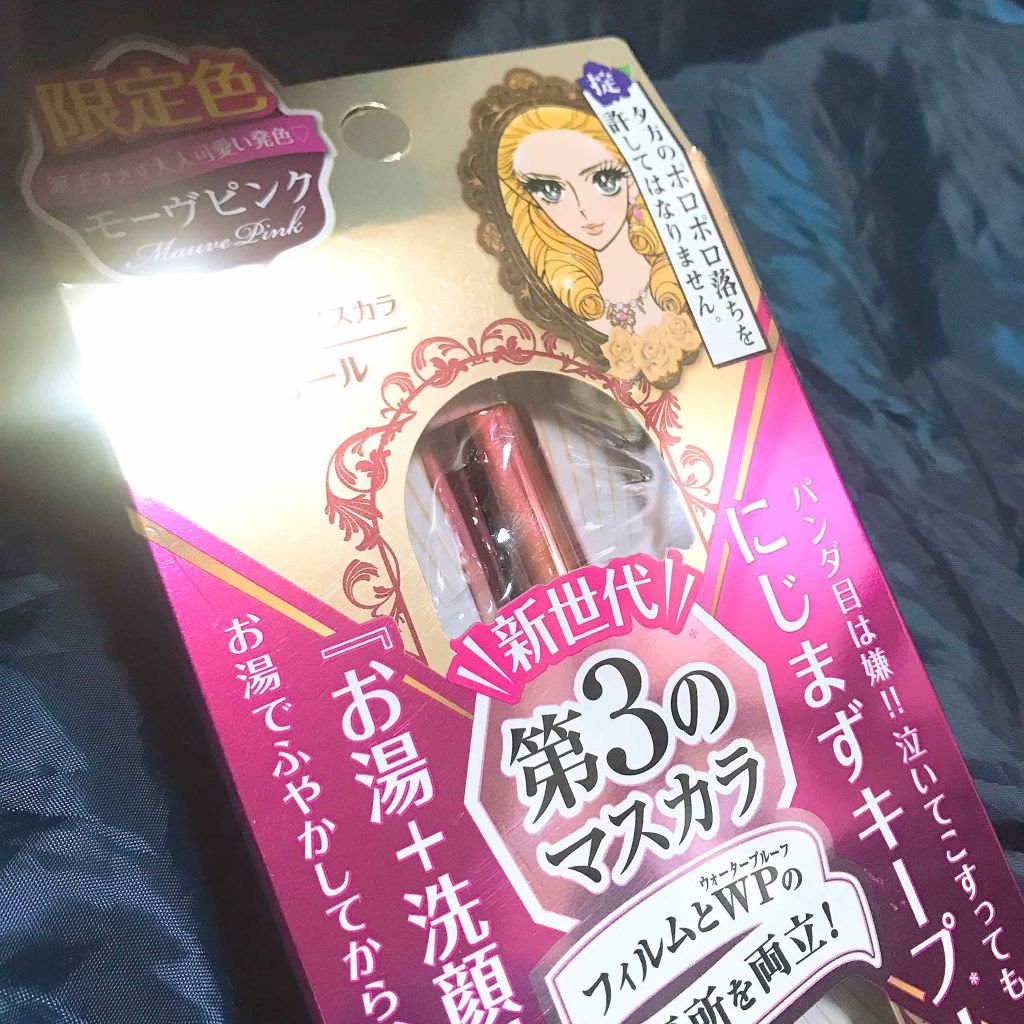 限定色
派手すぎず大人可愛い発色♡
モーヴピンク
Mauve Pink
掟
夕方のポロポロ落ちを
許してはなりません。
スカラ
ール
新世代
第3の
マスカラ
ウォータープルーフ
フィルムとWPの
所を両立!
パンダ目は嫌!!泣いてこすっても
にじまずキープ
『お湯+洗顔
お湯でふやかしてから